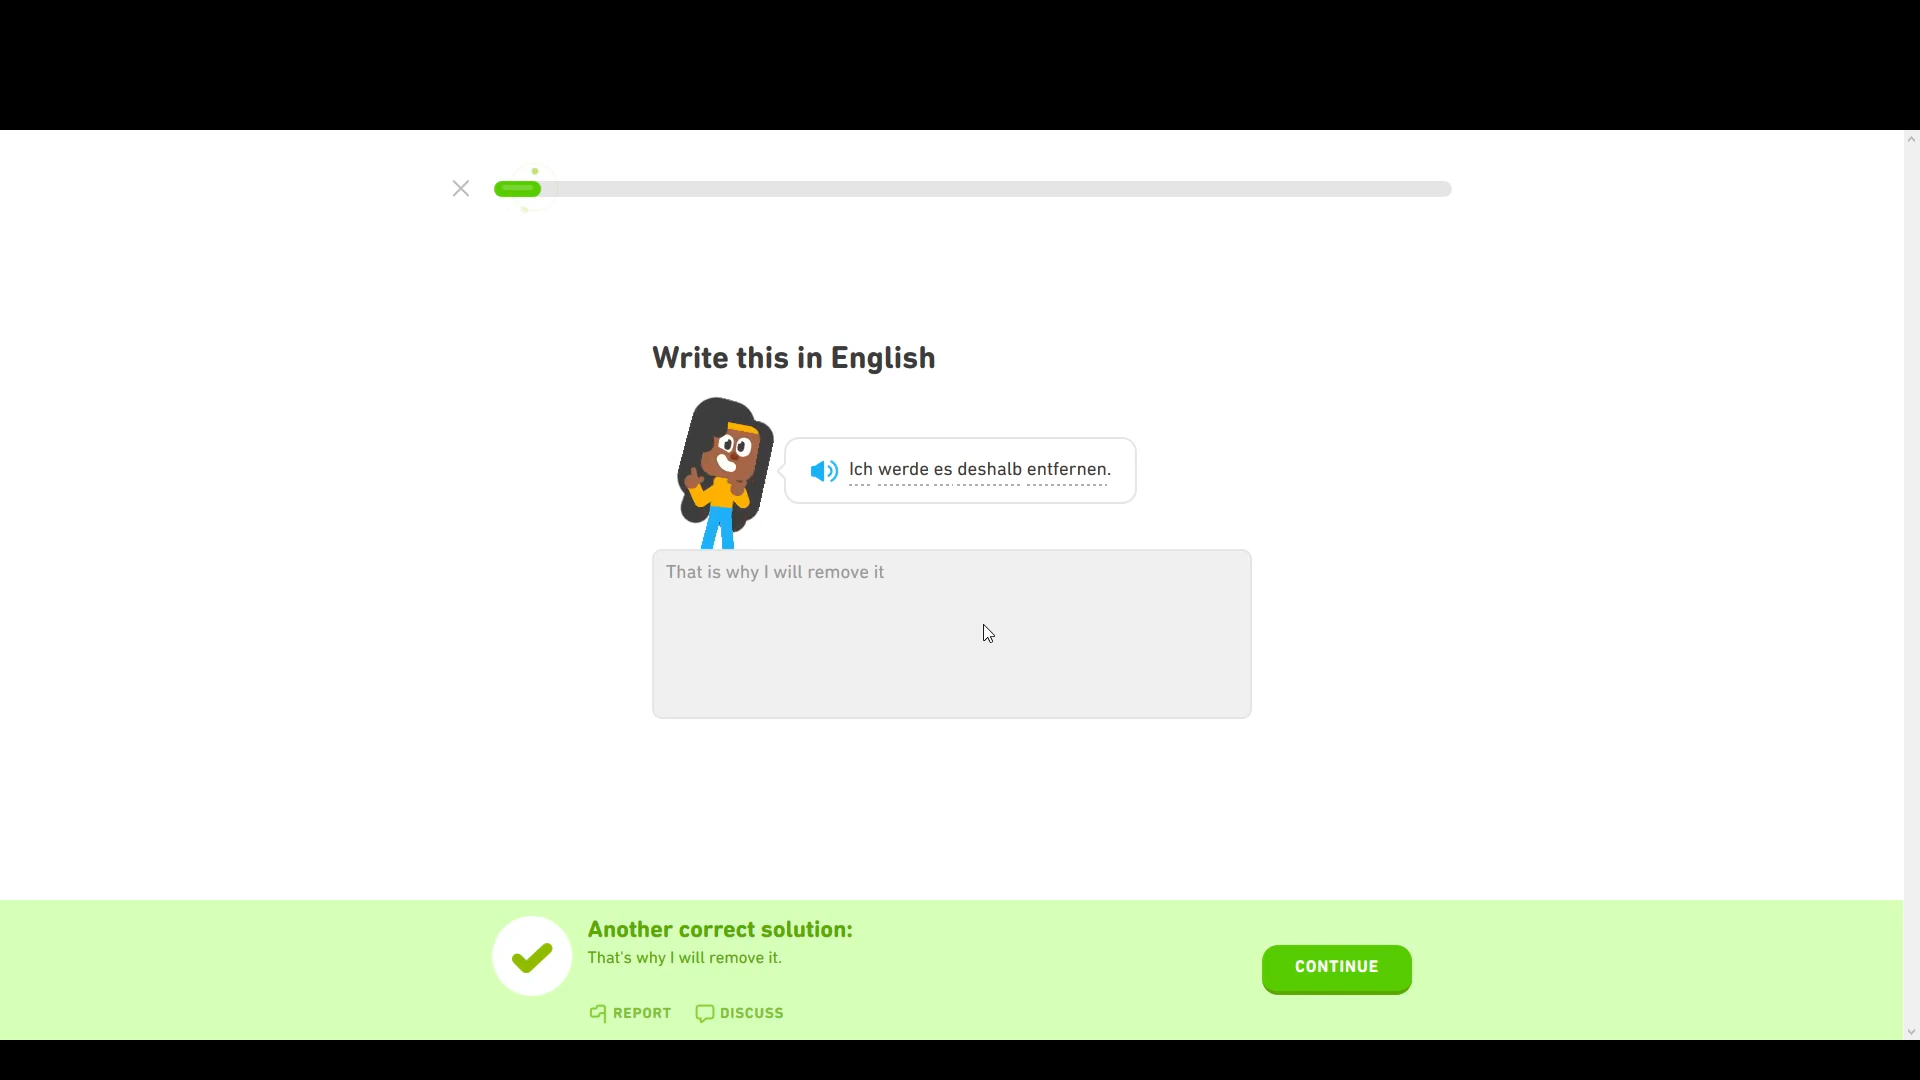 Write this in English
Ich werde es deshalb entfernen.
That is why I will remove it
Another correct solution:
That's why I will remove it.
CONTINUE
REPORT DISCUSS